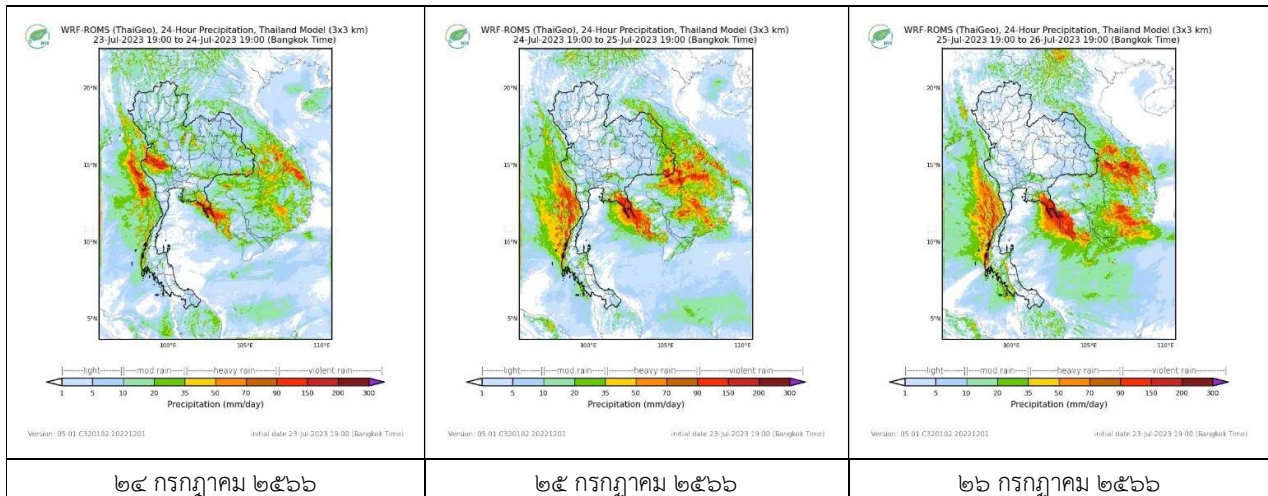 WRF-ROMS (ThaiGeo), 24-Hour Precipitation, Thailand Model (3x3 km)
23-Jul-2023 19:00 to 24-Jul-2023 19:00 (Bangkok Time)
20°N
15°N
10°N
5°N
100°E 105°E 110°E
|-------light-------||----mod.rain----||-------heavy rain-------||-------violent rain-------|
1 5 10 20 35 50 70 90 150 200 300
Precipitation (mm/day)
Version: 05.01.C320102.20221201 initial date 23-Jul-2023 19:00 (Bangkok Time)
๒๔ กรกฎาคม ๒๕๖๖
WRF-ROMS (ThaiGeo), 24-Hour Precipitation, Thailand Model (3x3 km)
24-Jul-2023 19:00 to 25-Jul-2023 19:00 (Bangkok Time)
20°N
15°N
10°N
5°N
100°E 105°E 110°E
|-------light-------||----mod.rain----||-------heavy rain-------||-------violent rain-------|
1 5 10 20 35 50 70 90 150 200 300
Precipitation (mm/day)
Version: 05.01.C320102.20221201 initial date 23-Jul-2023 19:00 (Bangkok Time)
๒๕ กรกฎาคม ๒๕๖๖
WRF-ROMS (ThaiGeo), 24-Hour Precipitation, Thailand Model (3x3 km)
25-Jul-2023 19:00 to 26-Jul-2023 19:00 (Bangkok Time)
20°N
15°N
10°N
5°N
100°E 105°E 110°E
|-------light-------||----mod.rain----||-------heavy rain-------||-------violent rain-------|
1 5 10 20 35 50 70 90 150 200 300
Precipitation (mm/day)
Version: 05.01.C320102.20221201 initial date 23-Jul-2023 19:00 (Bangkok Time)
๒๖ กรกฎาคม ๒๕๖๖